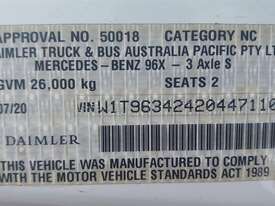 APPROVAL No. 50018 CATEGORY NC
DAIMLER TRUCK & BUS AUSTRALIA PACIFIC PTY L
MERCEDES-BENZ 96X - 3 Axle S
GVM 26,000 kg SEATS 2
07/20 VIN W1T96342420447110
DAIMLER
THIS VEHICLE WAS MANUFACTURED TO COMPLY
WITH THE MOTOR VEHICLE STANDARDS ACT 1989